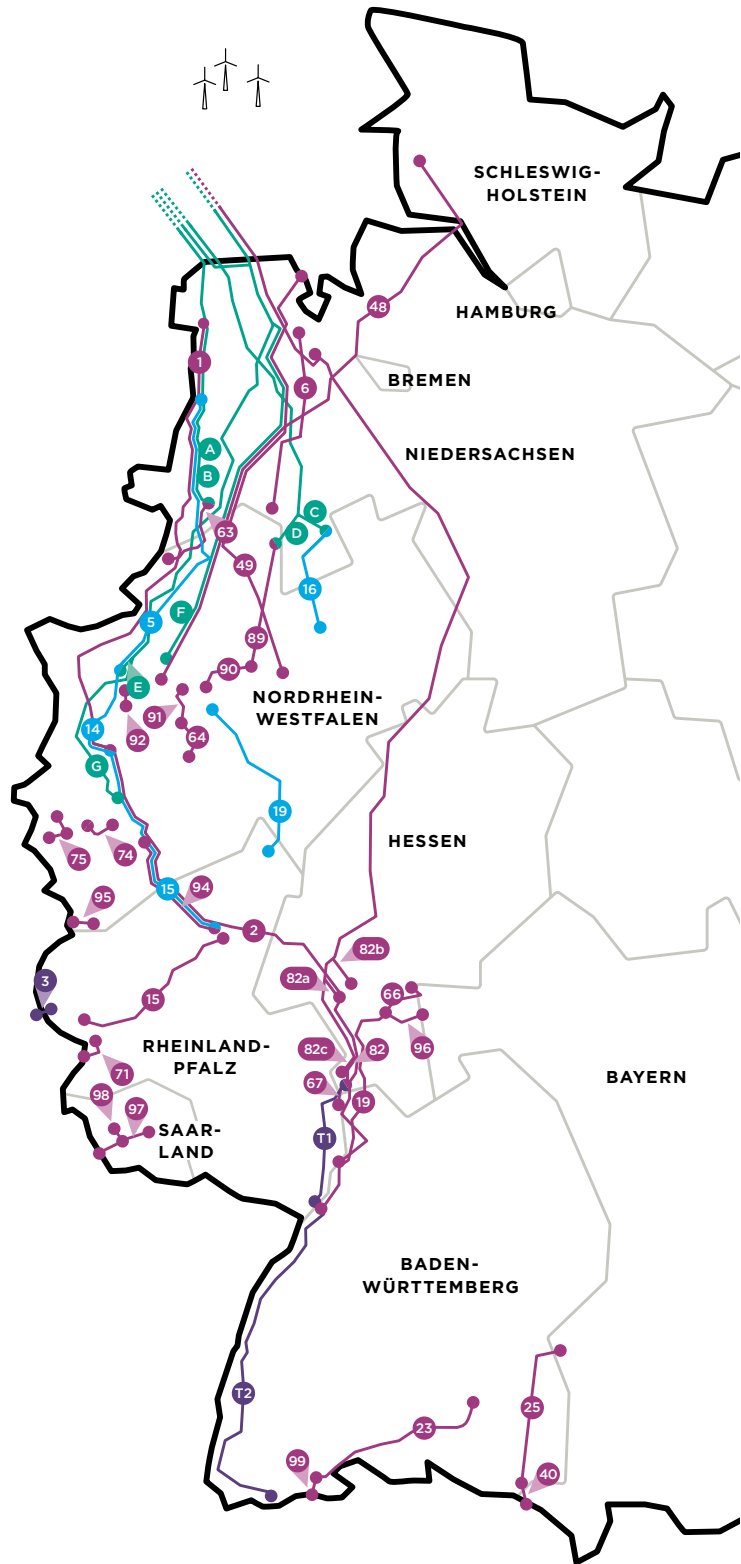 SCHLESWIG-
HOLSTEIN
48
HAMBURG
1
BREMEN
6
A
NIEDERSACHSEN
B
C
63
D
49
16
F
5
89
90
E
NORDRHEIN-
WESTFALEN
91
14
92
64
G
19
HESSEN
75
74
15
94
95
2
82b
82a
3
66
15
RHEINLAND-
PFALZ
82c
82
96
71
67
BAYERN
98
97
19
SAAR-
LAND
T1
BADEN-
WÜRTTEMBERG
T2
25
23
99
40